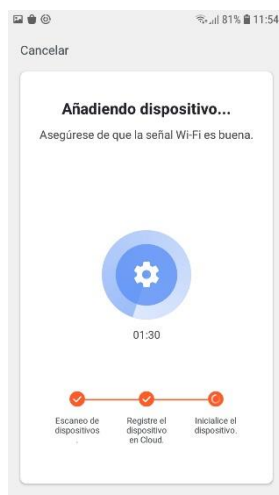 81% 11:54
Cancelar
Añadiendo dispositivo...
Asegúrese de que la señal Wi-Fi es buena.
01:30
Escaneo de
dispositivos
.
Registre el
dispositivo
en Cloud.
Inicialice el
dispositivo.